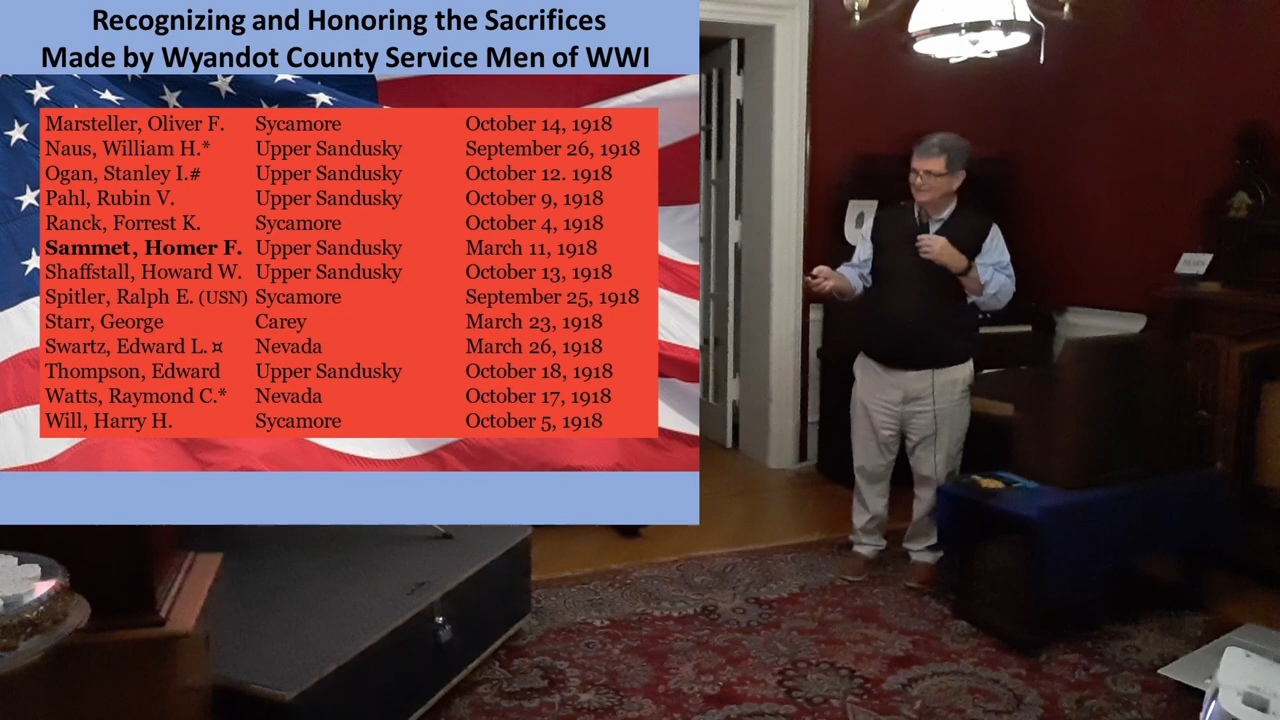 Recognizing and Honoring the Sacrifices
Made by Wyandot County Service Men of WWI
Marsteller, Oliver F. Sycamore October 14, 1918
Naus, William H.* Upper Sandusky September 26, 1918
Ogan, Stanley I.# Upper Sandusky October 12. 1918
Pahl, Rubin V. Upper Sandusky October 9, 1918
Ranck, Forrest K. Sycamore October 4, 1918
Sammet, Homer F. Upper Sandusky March 11, 1918
Shaffstall, Howard W. Upper Sandusky October 13, 1918
Spitler, Ralph E. (USN) Sycamore September 25, 1918
Starr, George Carey March 23, 1918
Swartz, Edward L. ¤ Nevada March 26, 1918
Thompson, Edward Upper Sandusky October 18, 1918
Watts, Raymond C.* Nevada October 17, 1918
Will, Harry H. Sycamore October 5, 1918